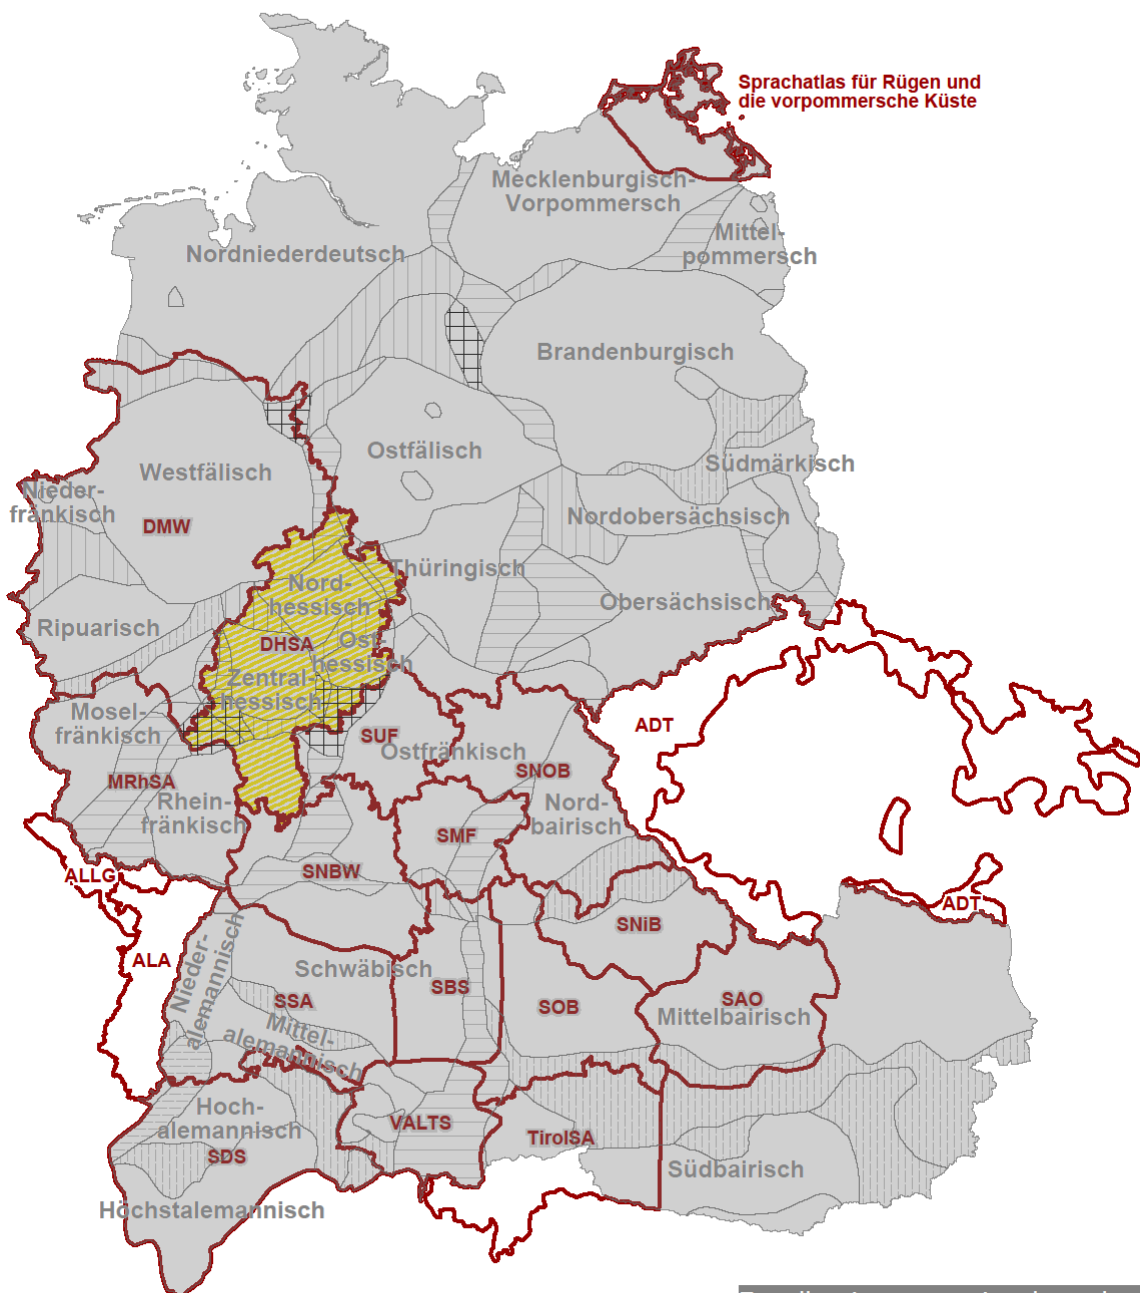 Sprachatlas für Rügen und
die vorpommersche Küste
Mecklenburgisch-
Vorpommersch
Mittel-
pommersch
Nordniederdeutsch
Brandenburgisch
Ostfälisch
Westfälisch
Südmärkisch
Nieder-
fränkisch
DMW
Nordobersächsisch
Thüringisch
Nord-
hessisch
Obersächsisch
Ripuarisch
DHSA
Ost-
hessisch
Zentral-
hessisch
Mosel-
fränkisch
ADT
SUF
Ostfränkisch
SNOB
MRhSA
Rhein-
fränkisch
Nord-
bairisch
SMF
ALLG
SNBW
ADT
SNiB
Nieder-
alemannisch
ALA
Schwäbisch
SBS
SSA
SOB
SAO
Mittelbairisch
Mittel-
alemannisch
Hoch-
alemannisch
VALTS
TirolSA
SDS
Südbairisch
Höchstalemannisch